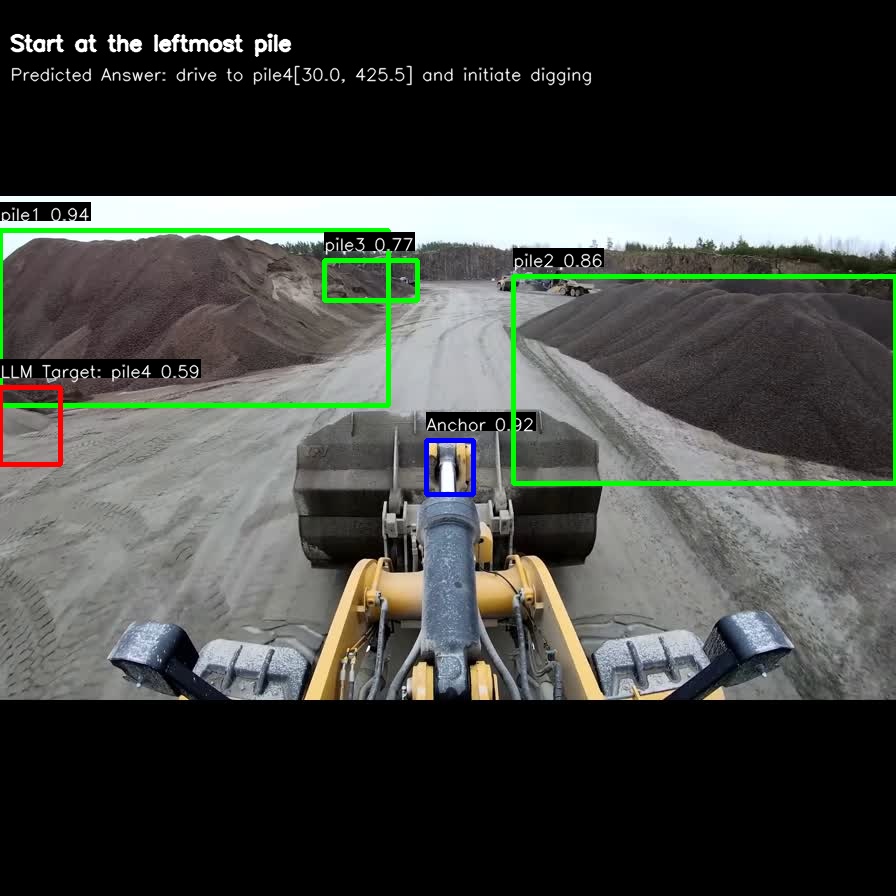 Start at the leftmost pile
Predicted Answer: drive to pile4[30.0, 425.5] and initiate digging
pile1 0.94
pile3 0.77
pile2 0.86
LLM Target: pile4 0.59
Anchor 0.92